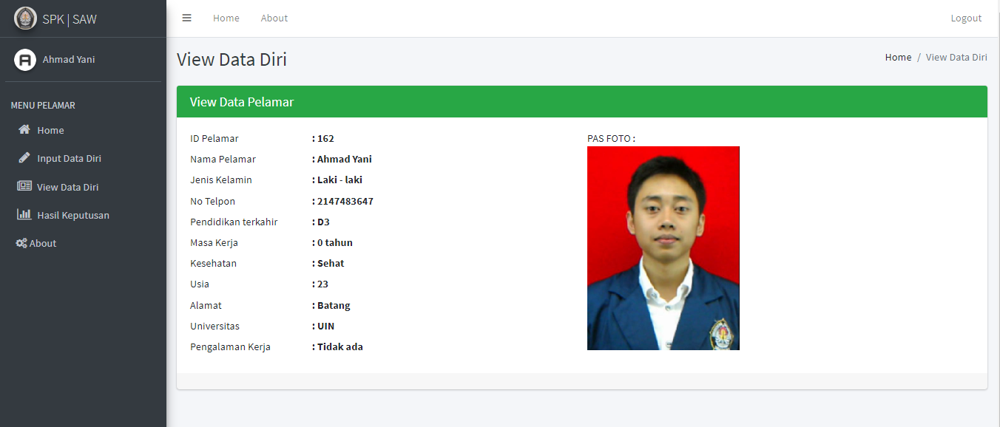 SPK | SAW
Home
About
Logout
Ahmad Yani
View Data Diri
Home / View Data Diri
MENU PELAMAR
Home
Input Data Diri
View Data Diri
Hasil Keputusan
About
View Data Pelamar
ID Pelamar : 162
Nama Pelamar : Ahmad Yani
Jenis Kelamin : Laki - laki
No Telpon : 2147483647
Pendidikan terkahir : D3
Masa Kerja : 0 tahun
Kesehatan : Sehat
Usia : 23
Alamat : Batang
Universitas : UIN
Pengalaman Kerja : Tidak ada
PAS FOTO :